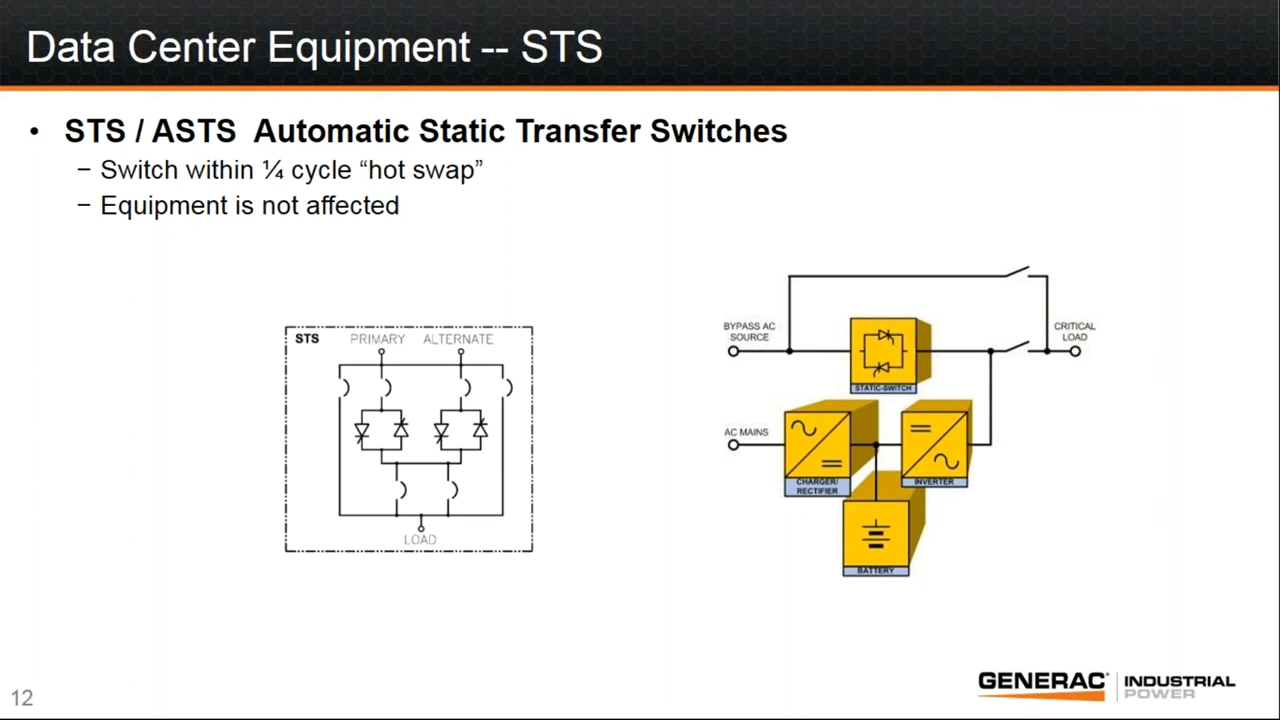 Data Center Equipment -- STS
• STS / ASTS  Automatic Static Transfer Switches
− Switch within ¼ cycle “hot swap”
− Equipment is not affected
STS PRIMARY ALTERNATE
LOAD
BYPASS AC
SOURCE
CRITICAL
LOAD
STATIC-SWITCH
AC MAINS
CHARGER/
RECTIFIER
INVERTER
BATTERY
12
GENERAC® INDUSTRIAL
POWER